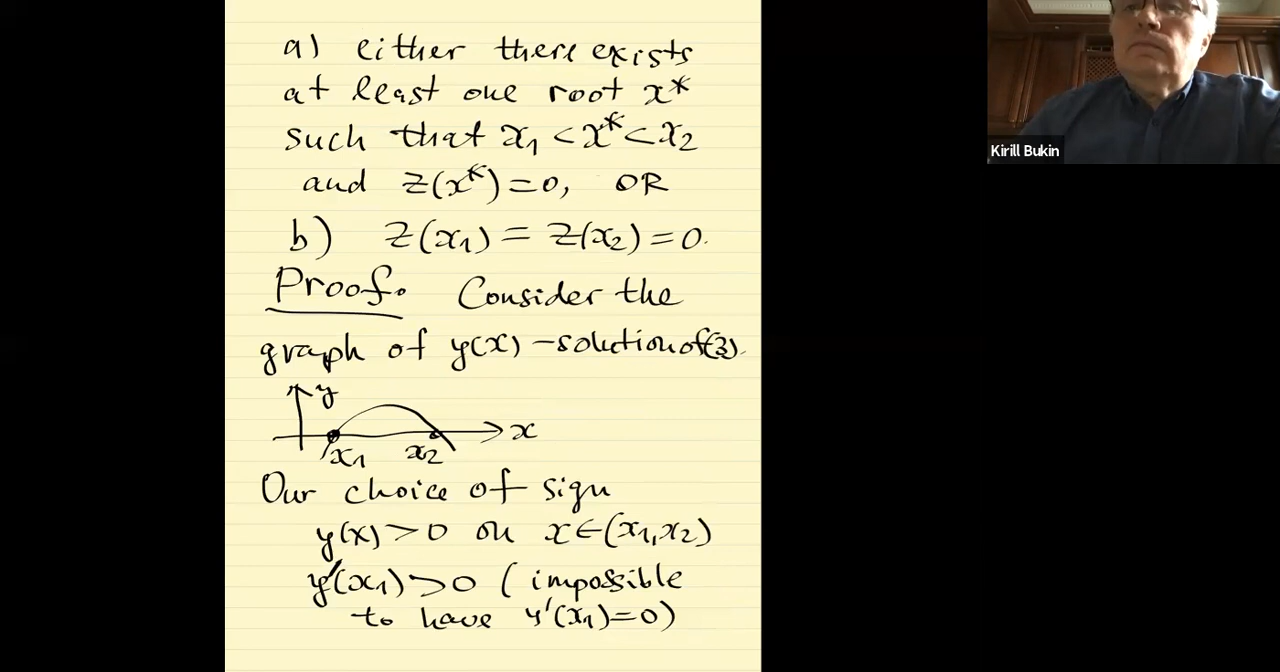 a) either there exists
at least one root x*
such that x₁ < x* < x₂
and z(x*) = 0, OR
b) z(x₁) = z(x₂) = 0.
Proof. Consider the
graph of y(x) – solution of (3).
y
x
x₁ x₂
Our choice of sign
y(x) > 0 on x ∈ (x₁, x₂)
y'(x₁) > 0 ( impossible
to have y'(x₁) = 0)
Kirill Bukin